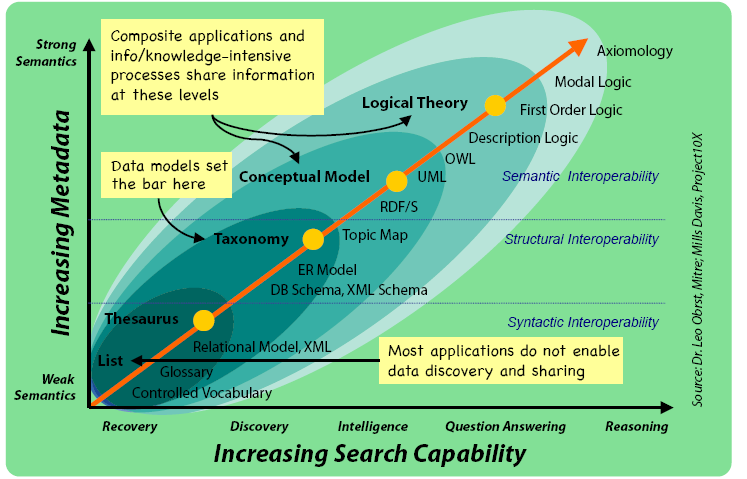 Strong
Semantics
Composite applications and
info/knowledge-intensive
processes share information
at these levels
Axiomology
Modal Logic
Logical Theory
First Order Logic
Description Logic
OWL
Data models set
the bar here
Conceptual Model
UML
Semantic Interoperability
RDF/S
Taxonomy
Topic Map
Structural Interoperability
ER Model
DB Schema, XML Schema
Thesaurus
Syntactic Interoperability
Relational Model, XML
List
Glossary
Controlled Vocabulary
Most applications do not enable
data discovery and sharing
Weak
Semantics
Increasing Metadata
Recovery
Discovery
Intelligence
Question Answering
Reasoning
Increasing Search Capability
Source: Dr. Leo Obrst, Mitre; Mills Davis, Project10X